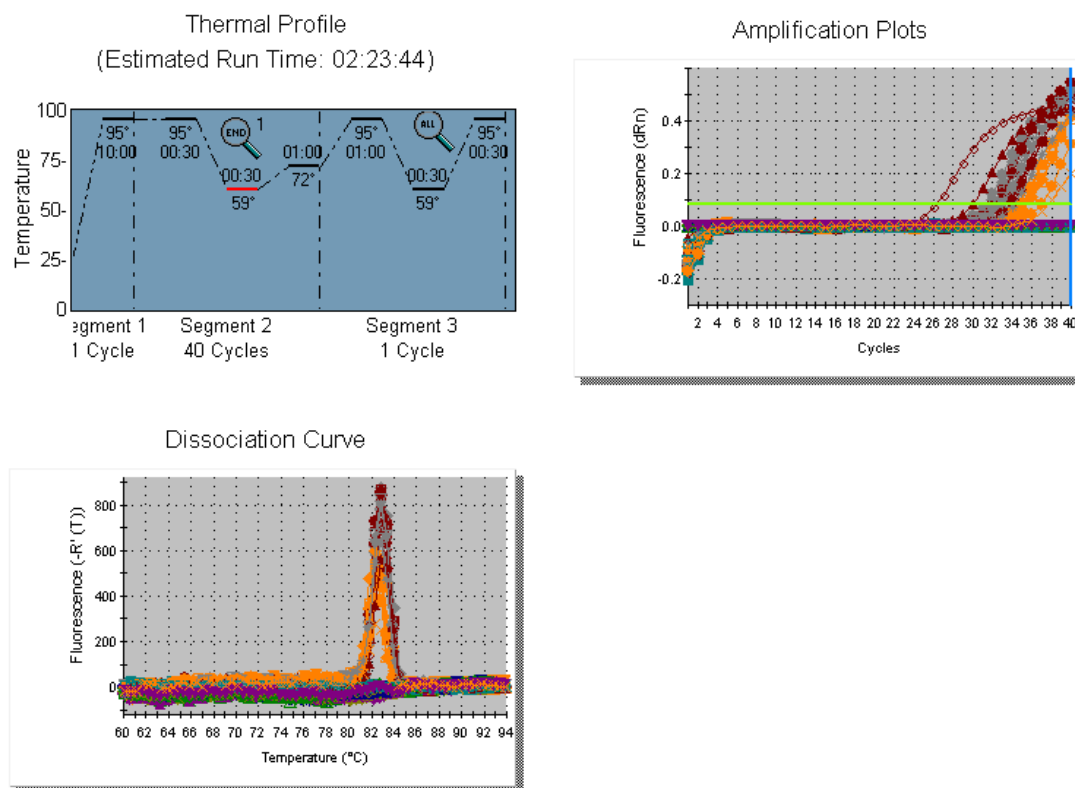 Thermal Profile
(Estimated Run Time: 02:23:44)
Temperature
100
75-
50-
25-
0
95°
10:00
95°
00:30
END
1
00:30
59°
01:00
72°
95°
01:00
ALL
00:30
59°
95°
00:30
Segment 2
Segment 3
1 Cycle
40 Cycles
1 Cycle
Amplification Plots
Fluorescence (dRn)
0.4
0.2
0.0
-0.2
2 4 6 8 10 12 14 16 18 20 22 24 26 28 30 32 34 36 38 40
Cycles
Dissociation Curve
Fluorescence (-R' (T))
800
600
400
200
0
60 62 64 66 68 70 72 74 76 78 80 82 84 86 88 90 92 94
Temperature (°C)